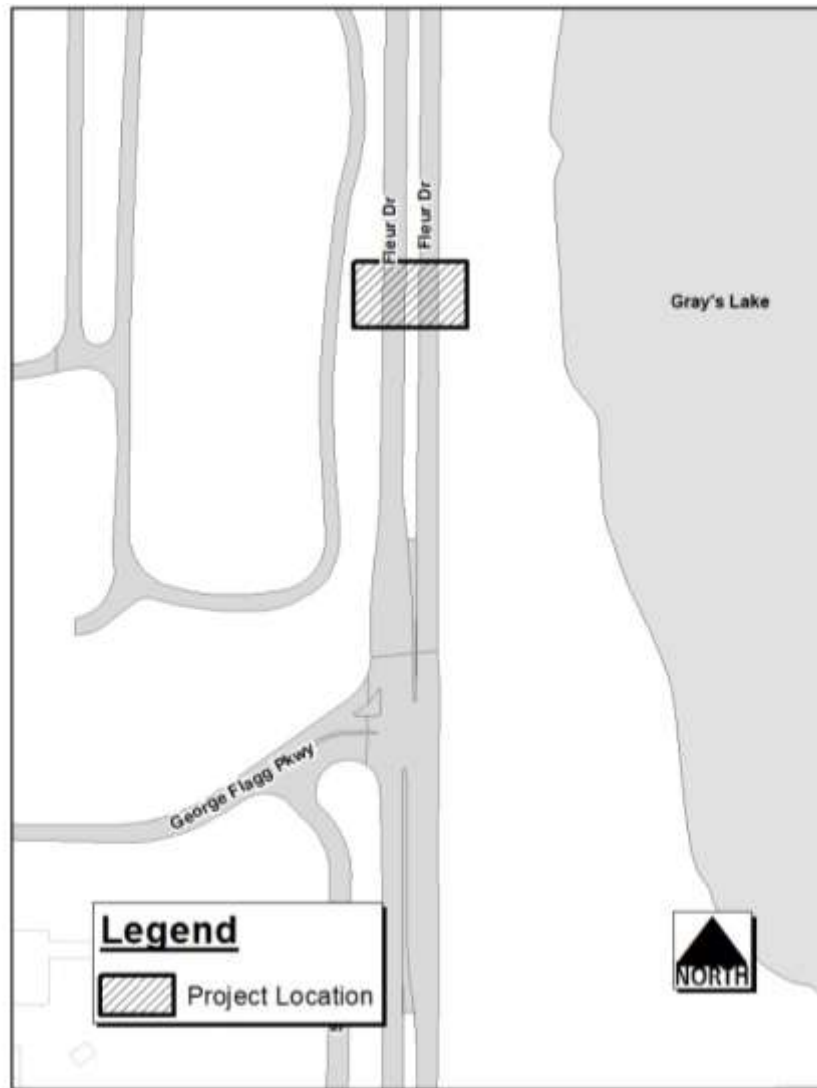 Fleur Dr
Fleur Dr
Gray's Lake
George Flagg Pkwy
Legend
Project Location
NORTH